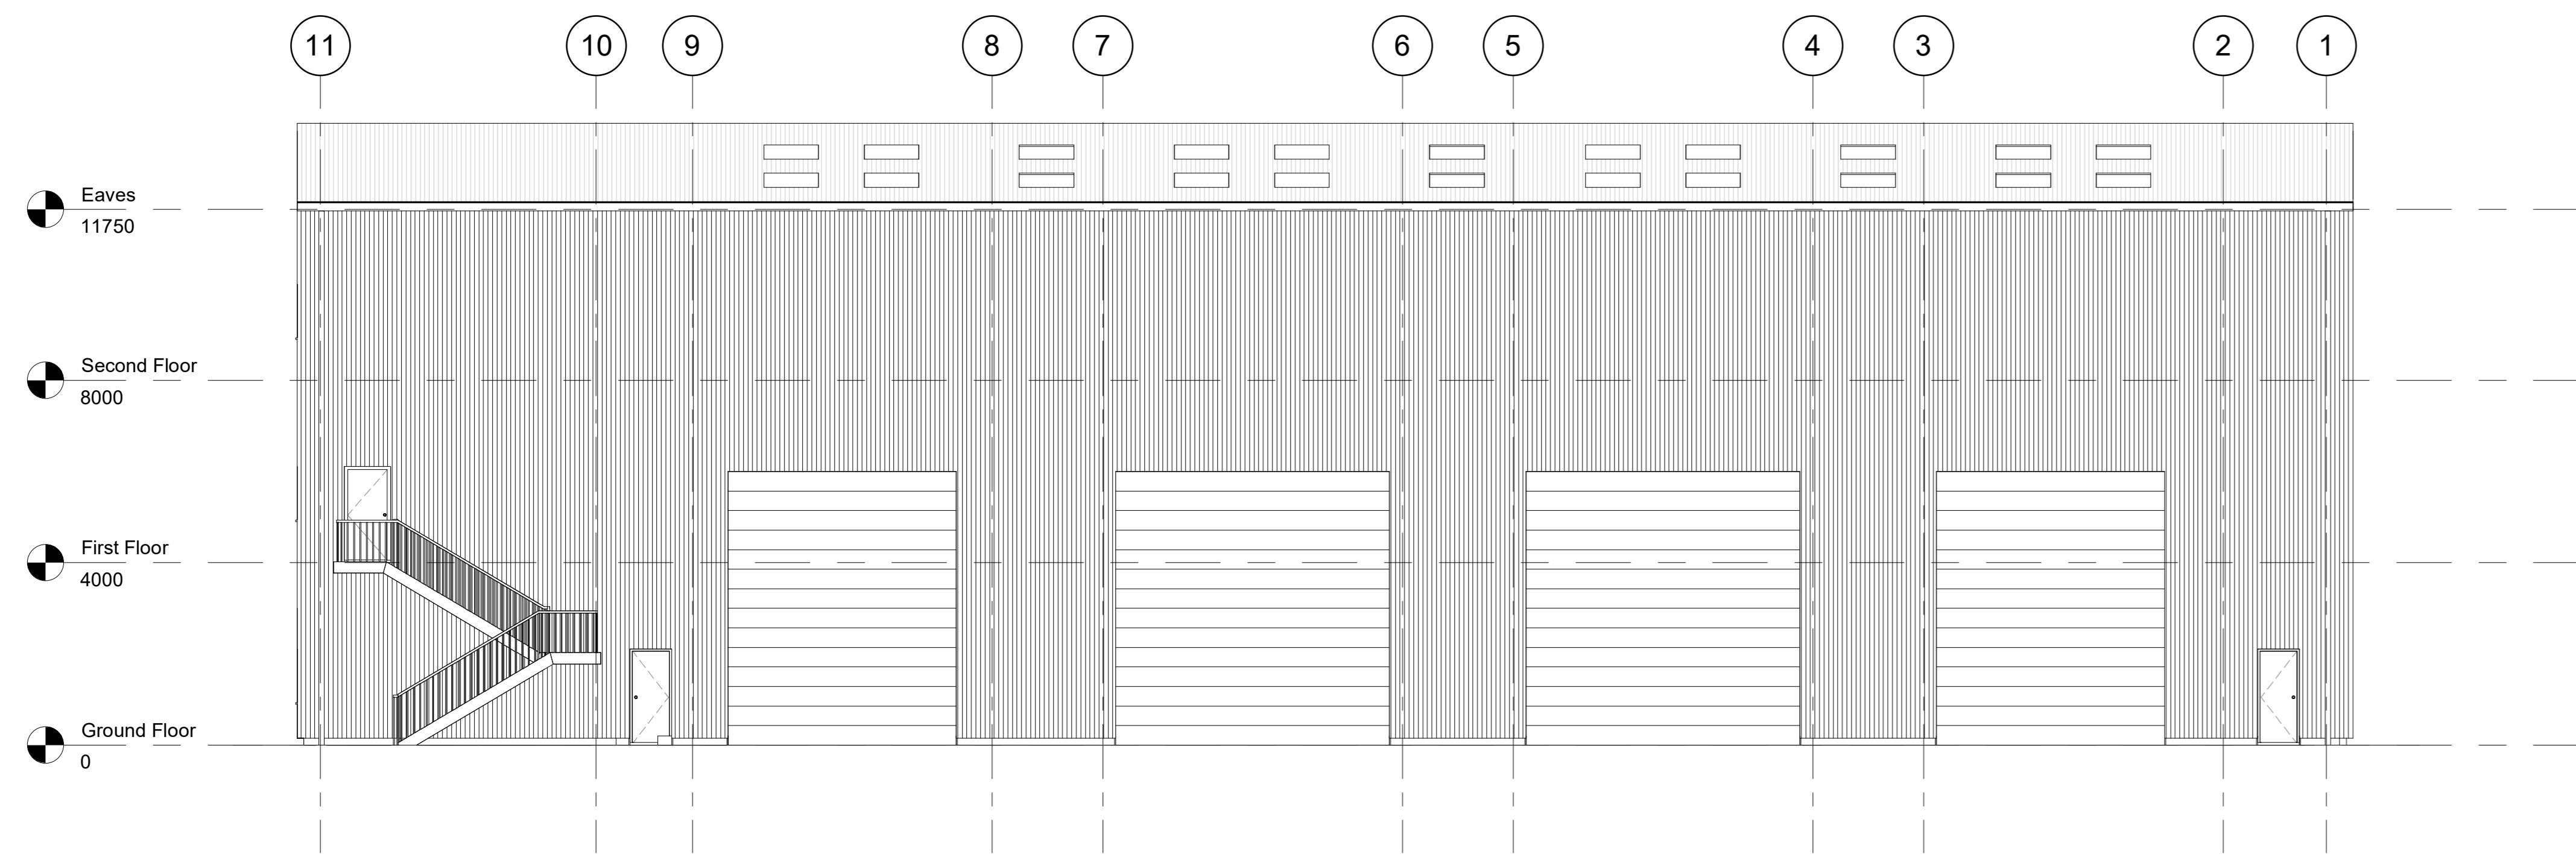 11 10 9 8 7 6 5 4 3 2 1
Eaves
11750
Second Floor
8000
First Floor
4000
Ground Floor
0